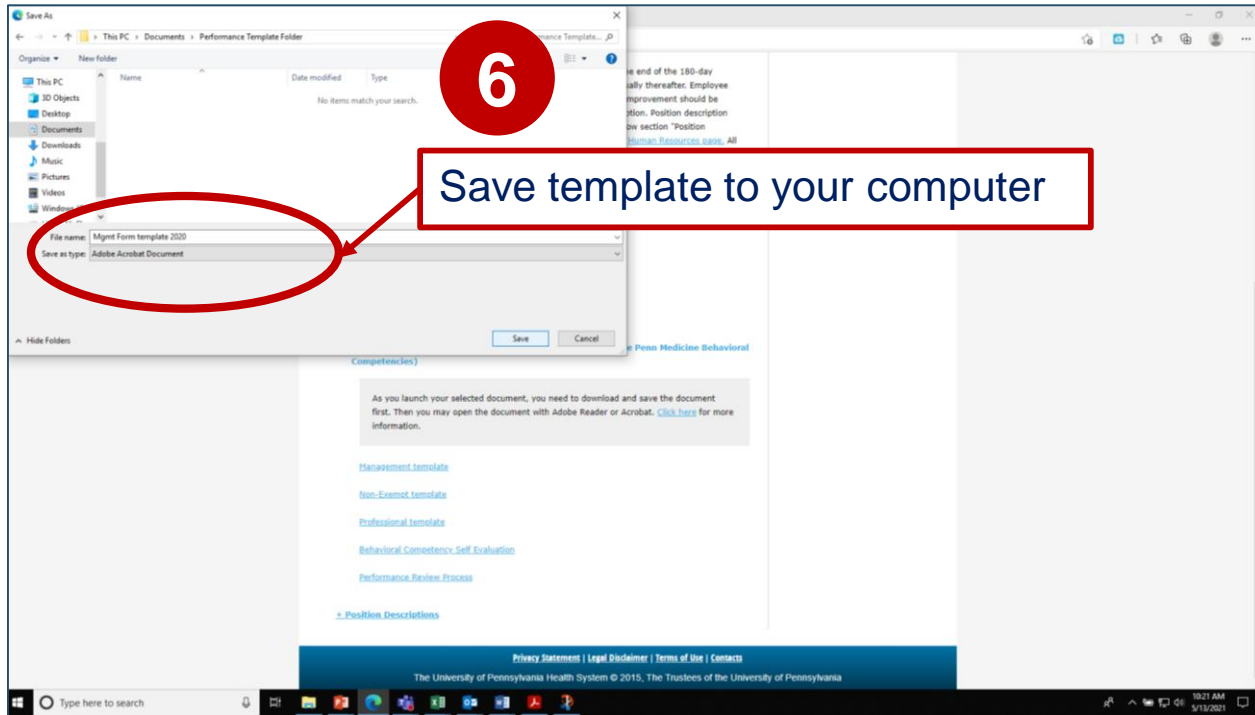 Save As
This PC > Documents > Performance Template Folder
mance Template...
Organize
New folder
This PC
3D Objects
Desktop
Documents
Downloads
Music
Pictures
Videos
Name
Date modified
Type
No items match your search.
6
e end of the 180-day
ally thereafter. Employee
mprovement should be
ption. Position description
ow section "Position
Human Resources page. All
Save template to your computer
File name: Mgmt Form template 2020
Save as type: Adobe Acrobat Document
Hide Folders
Save
Cancel
e Penn Medicine Behavioral
Competencies)
As you launch your selected document, you need to download and save the document
first. Then you may open the document with Adobe Reader or Acrobat. Click here for more
information.
Management template
Non-Exempt template
Professional template
Behavioral Competency Self Evaluation
Performance Review Process
+ Position Descriptions
Privacy Statement | Legal Disclaimer | Terms of Use | Contacts
The University of Pennsylvania Health System © 2015, The Trustees of the University of Pennsylvania
Type here to search
10:21 AM
5/13/2021